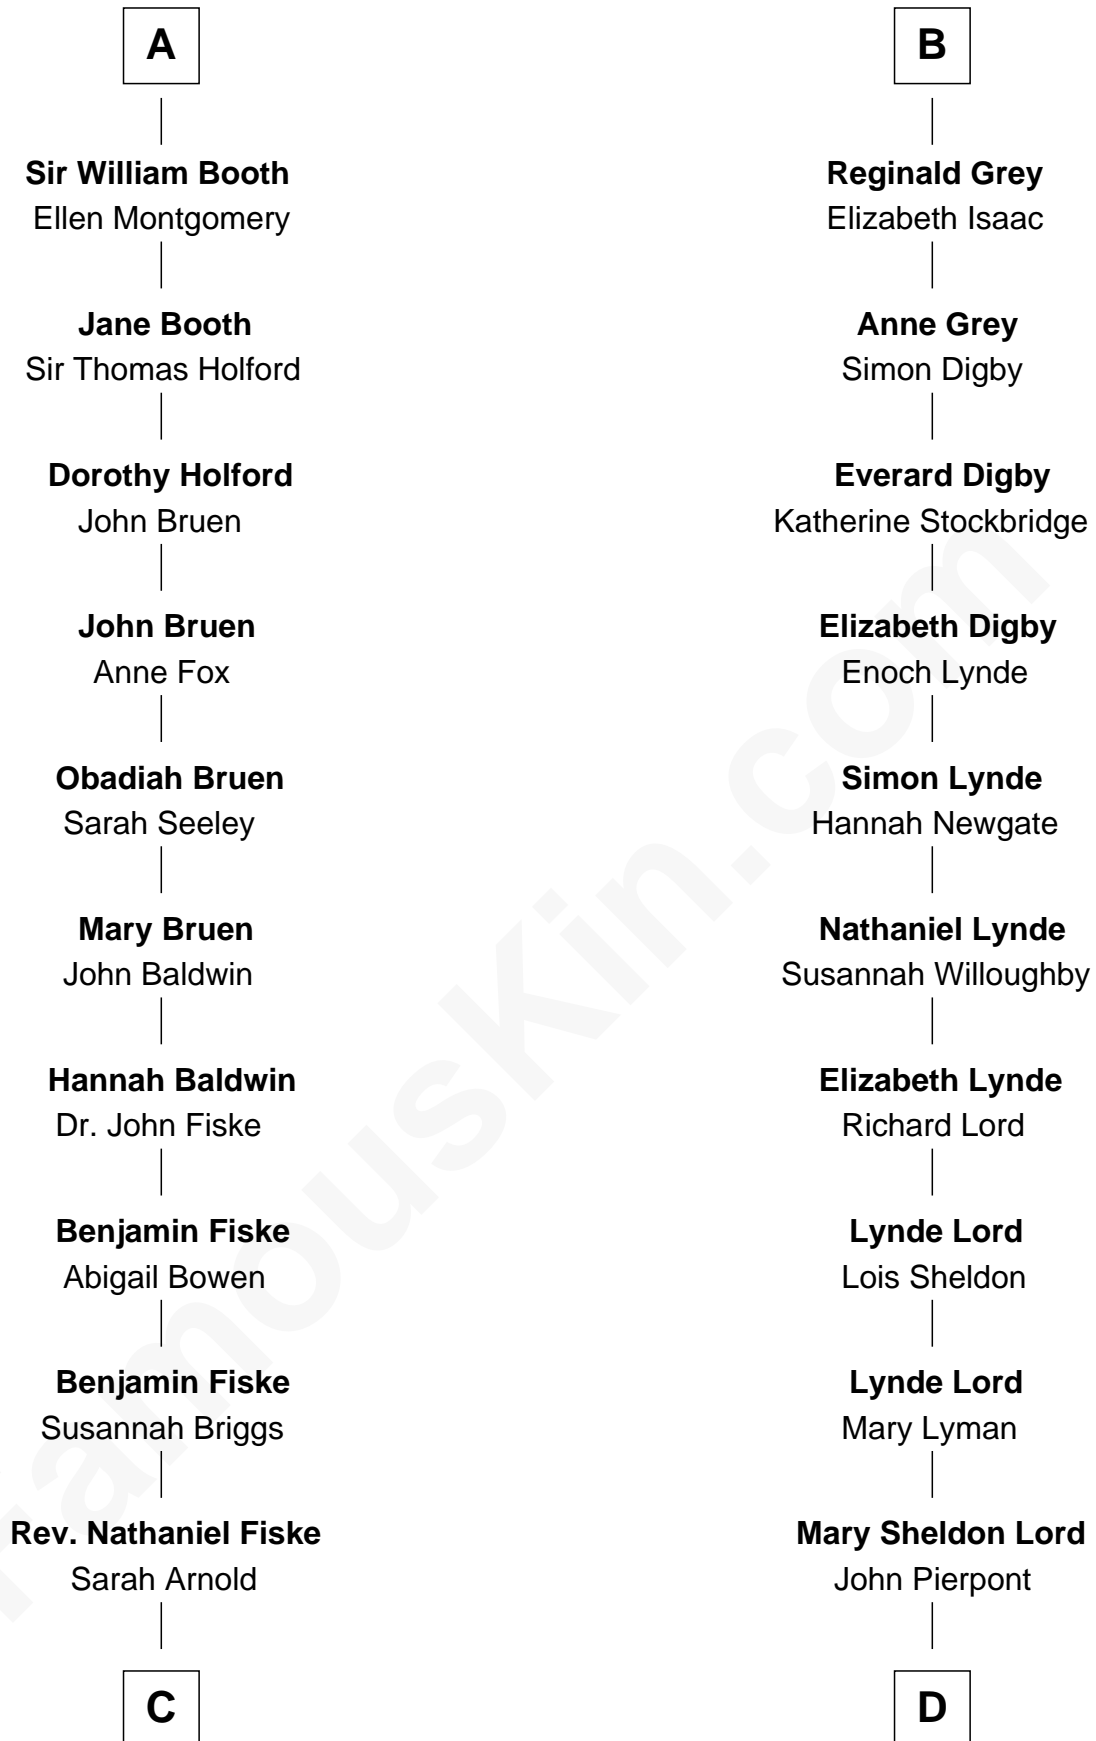 A
Sir William Booth
Ellen Montgomery
Jane Booth
Sir Thomas Holford
Dorothy Holford
John Bruen
John Bruen
Anne Fox
Obadiah Bruen
Sarah Seeley
Mary Bruen
John Baldwin
Hannah Baldwin
Dr. John Fiske
Benjamin Fiske
Abigail Bowen
Benjamin Fiske
Susannah Briggs
Rev. Nathaniel Fiske
Sarah Arnold
C
B
Reginald Grey
Elizabeth Isaac
Anne Grey
Simon Digby
Everard Digby
Katherine Stockbridge
Elizabeth Digby
Enoch Lynde
Simon Lynde
Hannah Newgate
Nathaniel Lynde
Susannah Willoughby
Elizabeth Lynde
Richard Lord
Lynde Lord
Lois Sheldon
Lynde Lord
Mary Lyman
Mary Sheldon Lord
John Pierpont
D
FamousKin.com